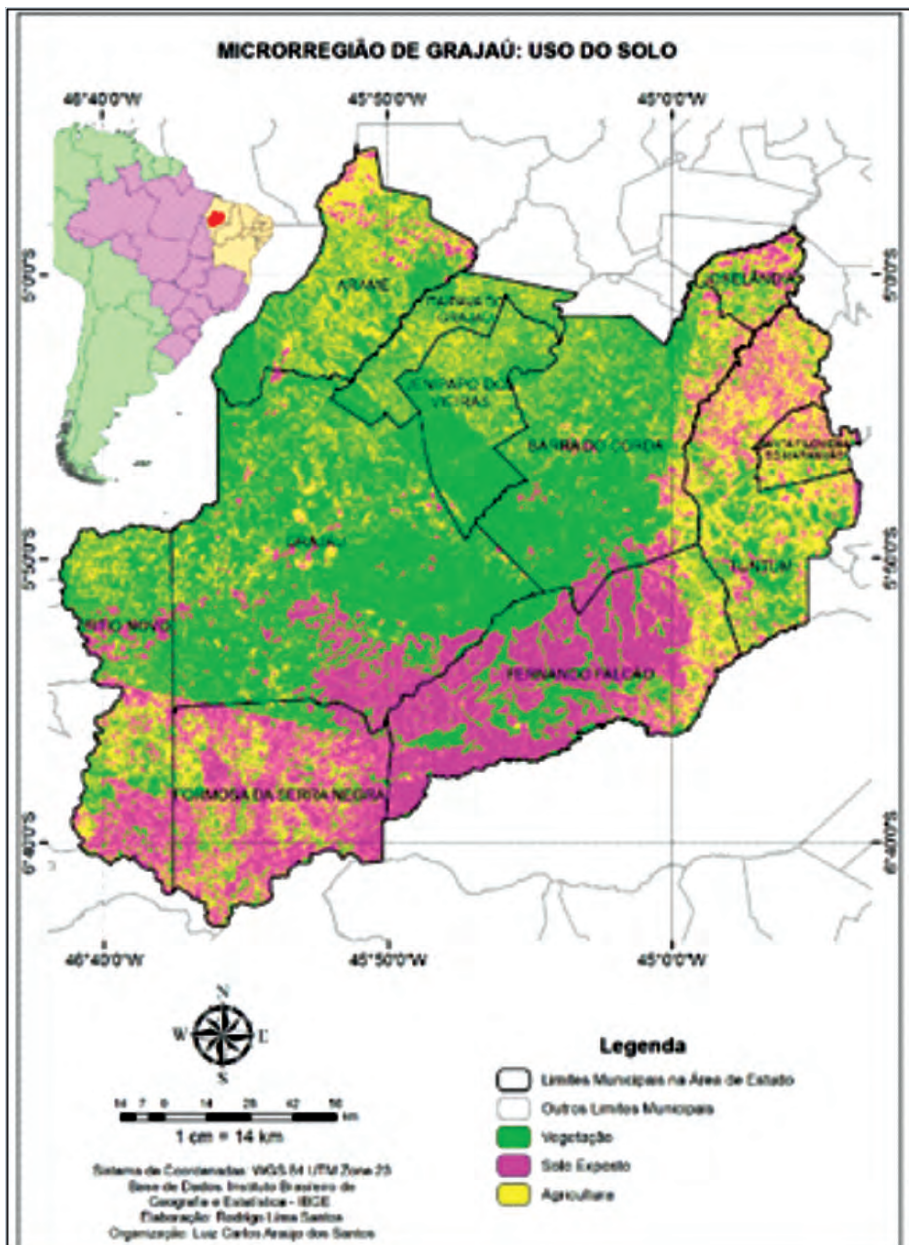 MICRORREGIÃO DE GRAJAÚ: USO DO SOLO
46°40'0"W 45°50'0"W 45°0'0"W
5°0'0"S 5°0'0"S
ARAME
ITAIPAVA DO
GRAJAÚ
JOSELÂNDIA
JENIPAPO DOS
VIEIRAS
BARRA DO CORDA
GRAJAÚ
5°50'0"S 5°50'0"S
TUNTUM
SITIO NOVO
FERNANDO FALCÃO
FORMOSA DA SERRA NEGRA
6°40'0"S 6°40'0"S
46°40'0"W 45°50'0"W 45°0'0"W
N
W E
S
14 7 0 14 28 42 56
km
1 cm = 14 km
Sistema de Coordenadas: WGS 84 UTM Zone 23
Base de Dados: Instituto Brasileiro de
Geografia e Estatística - IBGE
Elaboração: Rodrigo Lima Santos
Organização: Luiz Carlos Araujo dos Santos
Legenda
Limites Municipais na Área de Estudo
Outros Limites Municipais
Vegetação
Solo Exposto
Agricultura